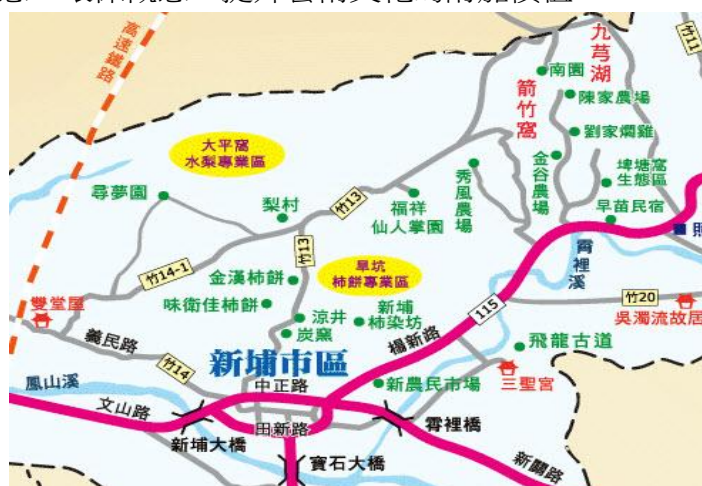 高速鐵路
九芎湖
竹11
南園
箭竹窩
陳家農場
劉家燜雞
大平窩
水梨專業區
金谷農場
埤塘窩
生態區
秀風農場
尋夢園
梨村
竹13
福祥
仙人掌園
早苗民宿
竹13
旱坑
柿餅專業區
霄裡溪
竹14-1
金漢柿餅
竹20
雙堂屋
味衛佳柿餅
涼井
新埔
柿染坊
115
吳濁流故居
義民路
炭窯
楊新路
飛龍古道
新埔市區
竹14
三聖宮
鳳山溪
中正路
新農民市場
文山路
田新路
霄裡橋
新埔大橋
寶石大橋
新關路